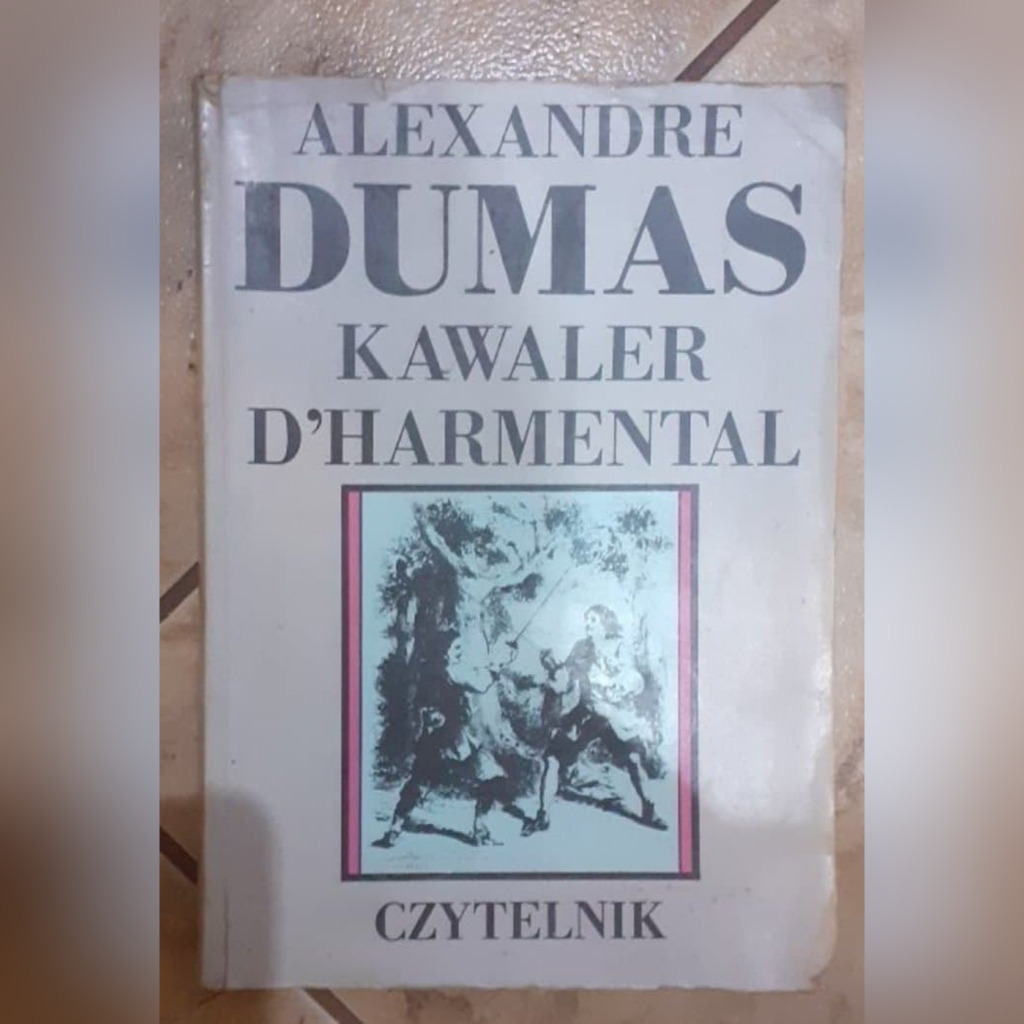 ALEXANDRE
DUMAS
KAWALER
D'HARMENTAL
CZYTELNIK